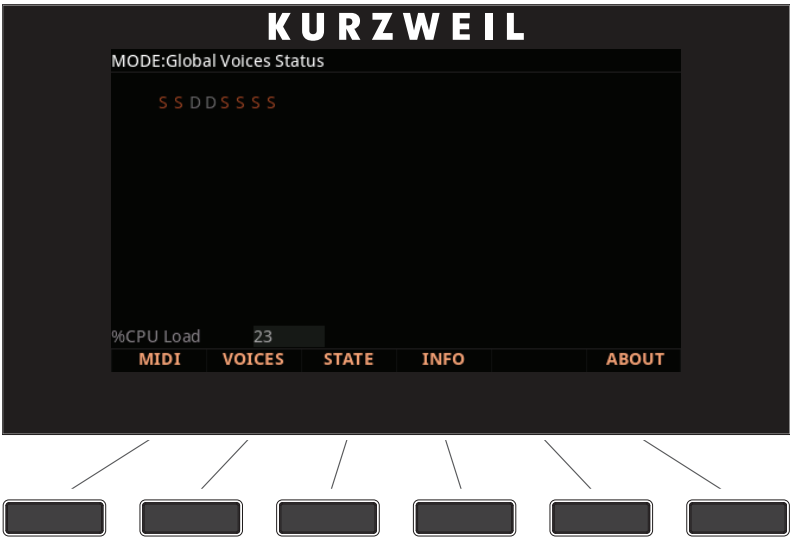 KURZWEIL
MODE:Global Voices Status
S S D D S S S S
%CPU Load 23
MIDI VOICES STATE INFO ABOUT